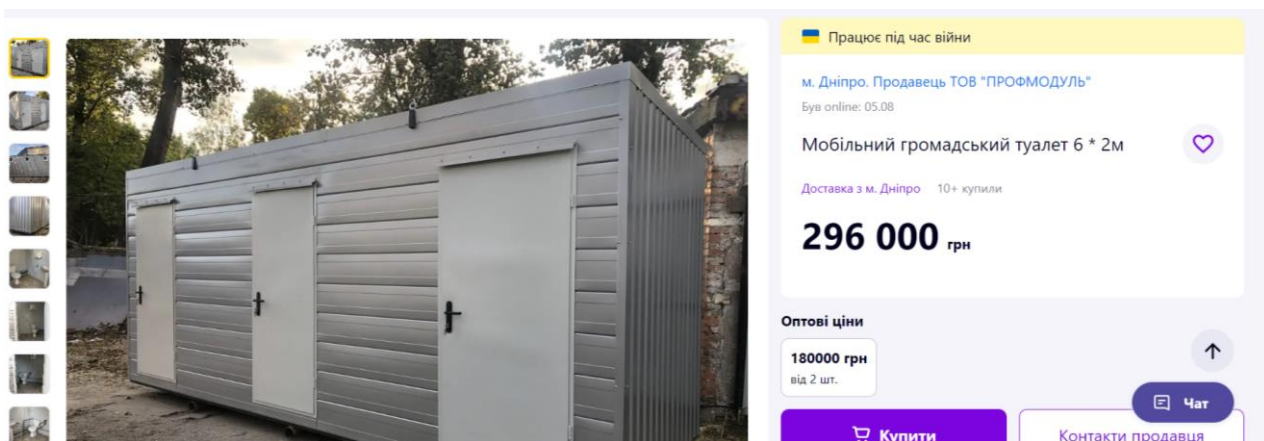 Працює під час війни
м. Дніпро. Продавець ТОВ "ПРОФМОДУЛЬ"
Був online: 05.08
Мобільний громадський туалет 6 * 2м
Доставка з м. Дніпро 10+ купили
296 000 грн
Оптові ціни
180000 грн
від 2 шт.
Чат
Купити
Контакти продавця